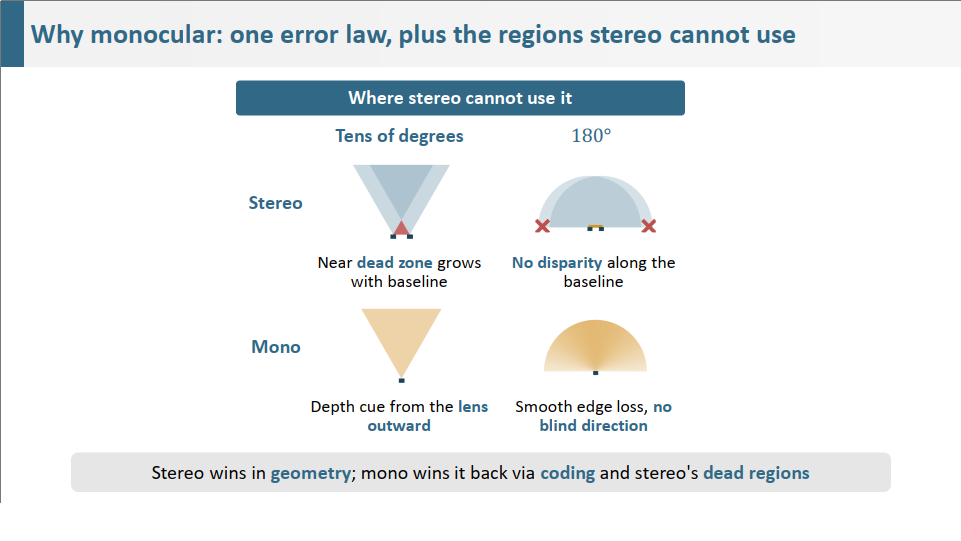 Why monocular: one error law, plus the regions stereo cannot use
Where stereo cannot use it
Tens of degrees
180°
Stereo
Near dead zone grows
with baseline
No disparity along the
baseline
Mono
Depth cue from the lens
outward
Smooth edge loss, no
blind direction
Stereo wins in geometry; mono wins it back via coding and stereo's dead regions